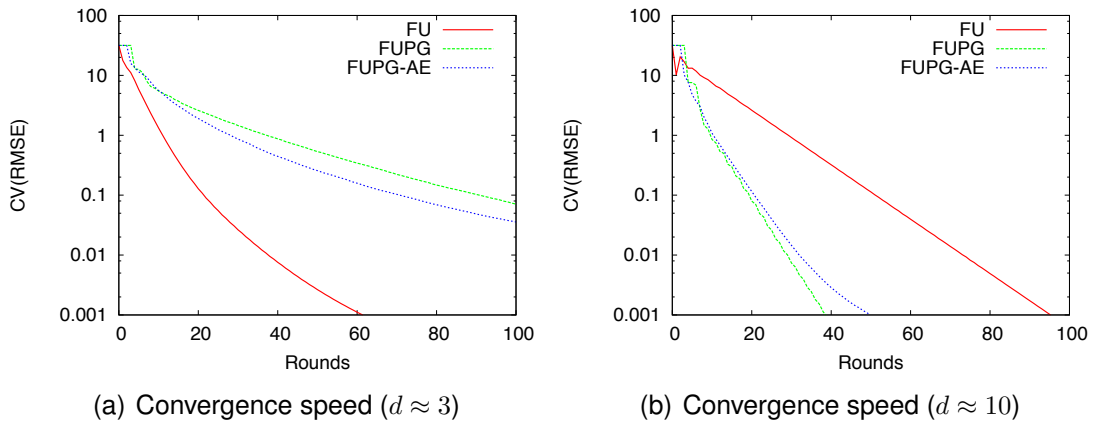 100
10
1
0.1
0.01
0.001
CV(RMSE)
FU
FUPG
FUPG-AE
0 20 40 60 80 100
Rounds
(a) Convergence speed (d ≈ 3)
100
10
1
0.1
0.01
0.001
CV(RMSE)
FU
FUPG
FUPG-AE
0 20 40 60 80 100
Rounds
(b) Convergence speed (d ≈ 10)